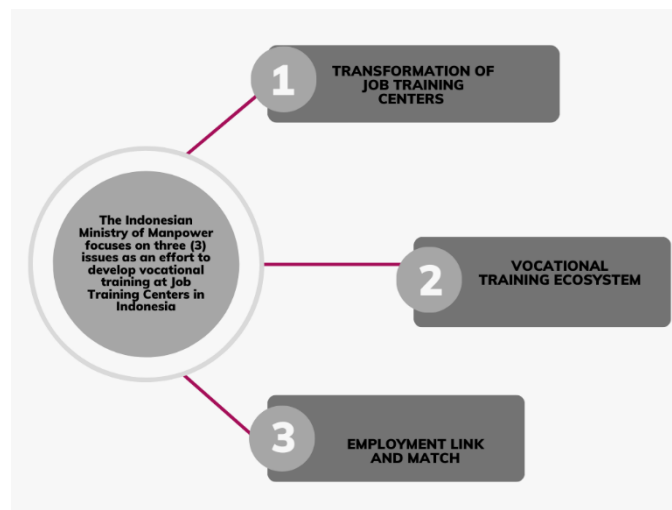 1
TRANSFORMATION OF
JOB TRAINING
CENTERS
The Indonesian
Ministry of Manpower
focuses on three (3)
issues as an effort to
develop vocational
training at Job
Training Centers in
Indonesia
2
VOCATIONAL
TRAINING ECOSYSTEM
3
EMPLOYMENT LINK
AND MATCH